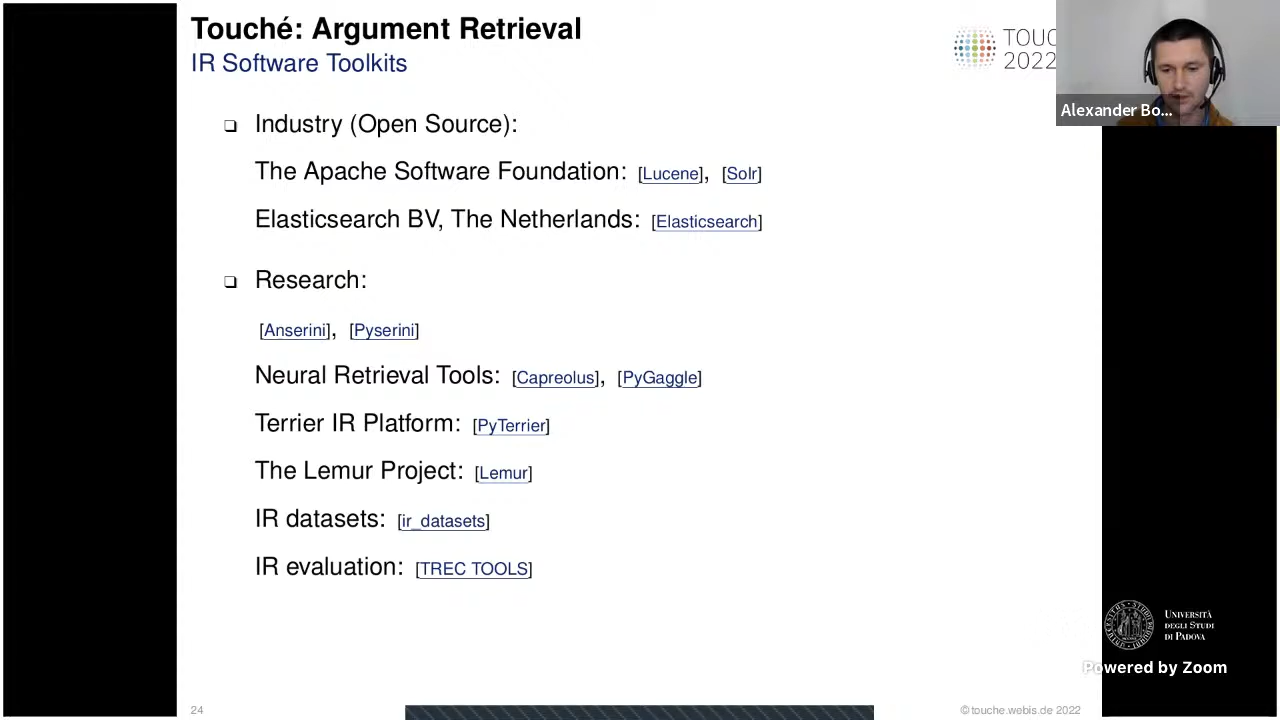 Touché: Argument Retrieval
IR Software Toolkits
TOUC
2022
Alexander Bo...
❑ Industry (Open Source):
The Apache Software Foundation: [Lucene], [Solr]
Elasticsearch BV, The Netherlands: [Elasticsearch]
❑ Research:
[Anserini], [Pyserini]
Neural Retrieval Tools: [Capreolus], [PyGaggle]
Terrier IR Platform: [PyTerrier]
The Lemur Project: [Lemur]
IR datasets: [ir_datasets]
IR evaluation: [TREC TOOLS]
UNIVERSITÀ
DEGLI STUDI
DI PADOVA
Powered by Zoom
24
© touche.webis.de 2022